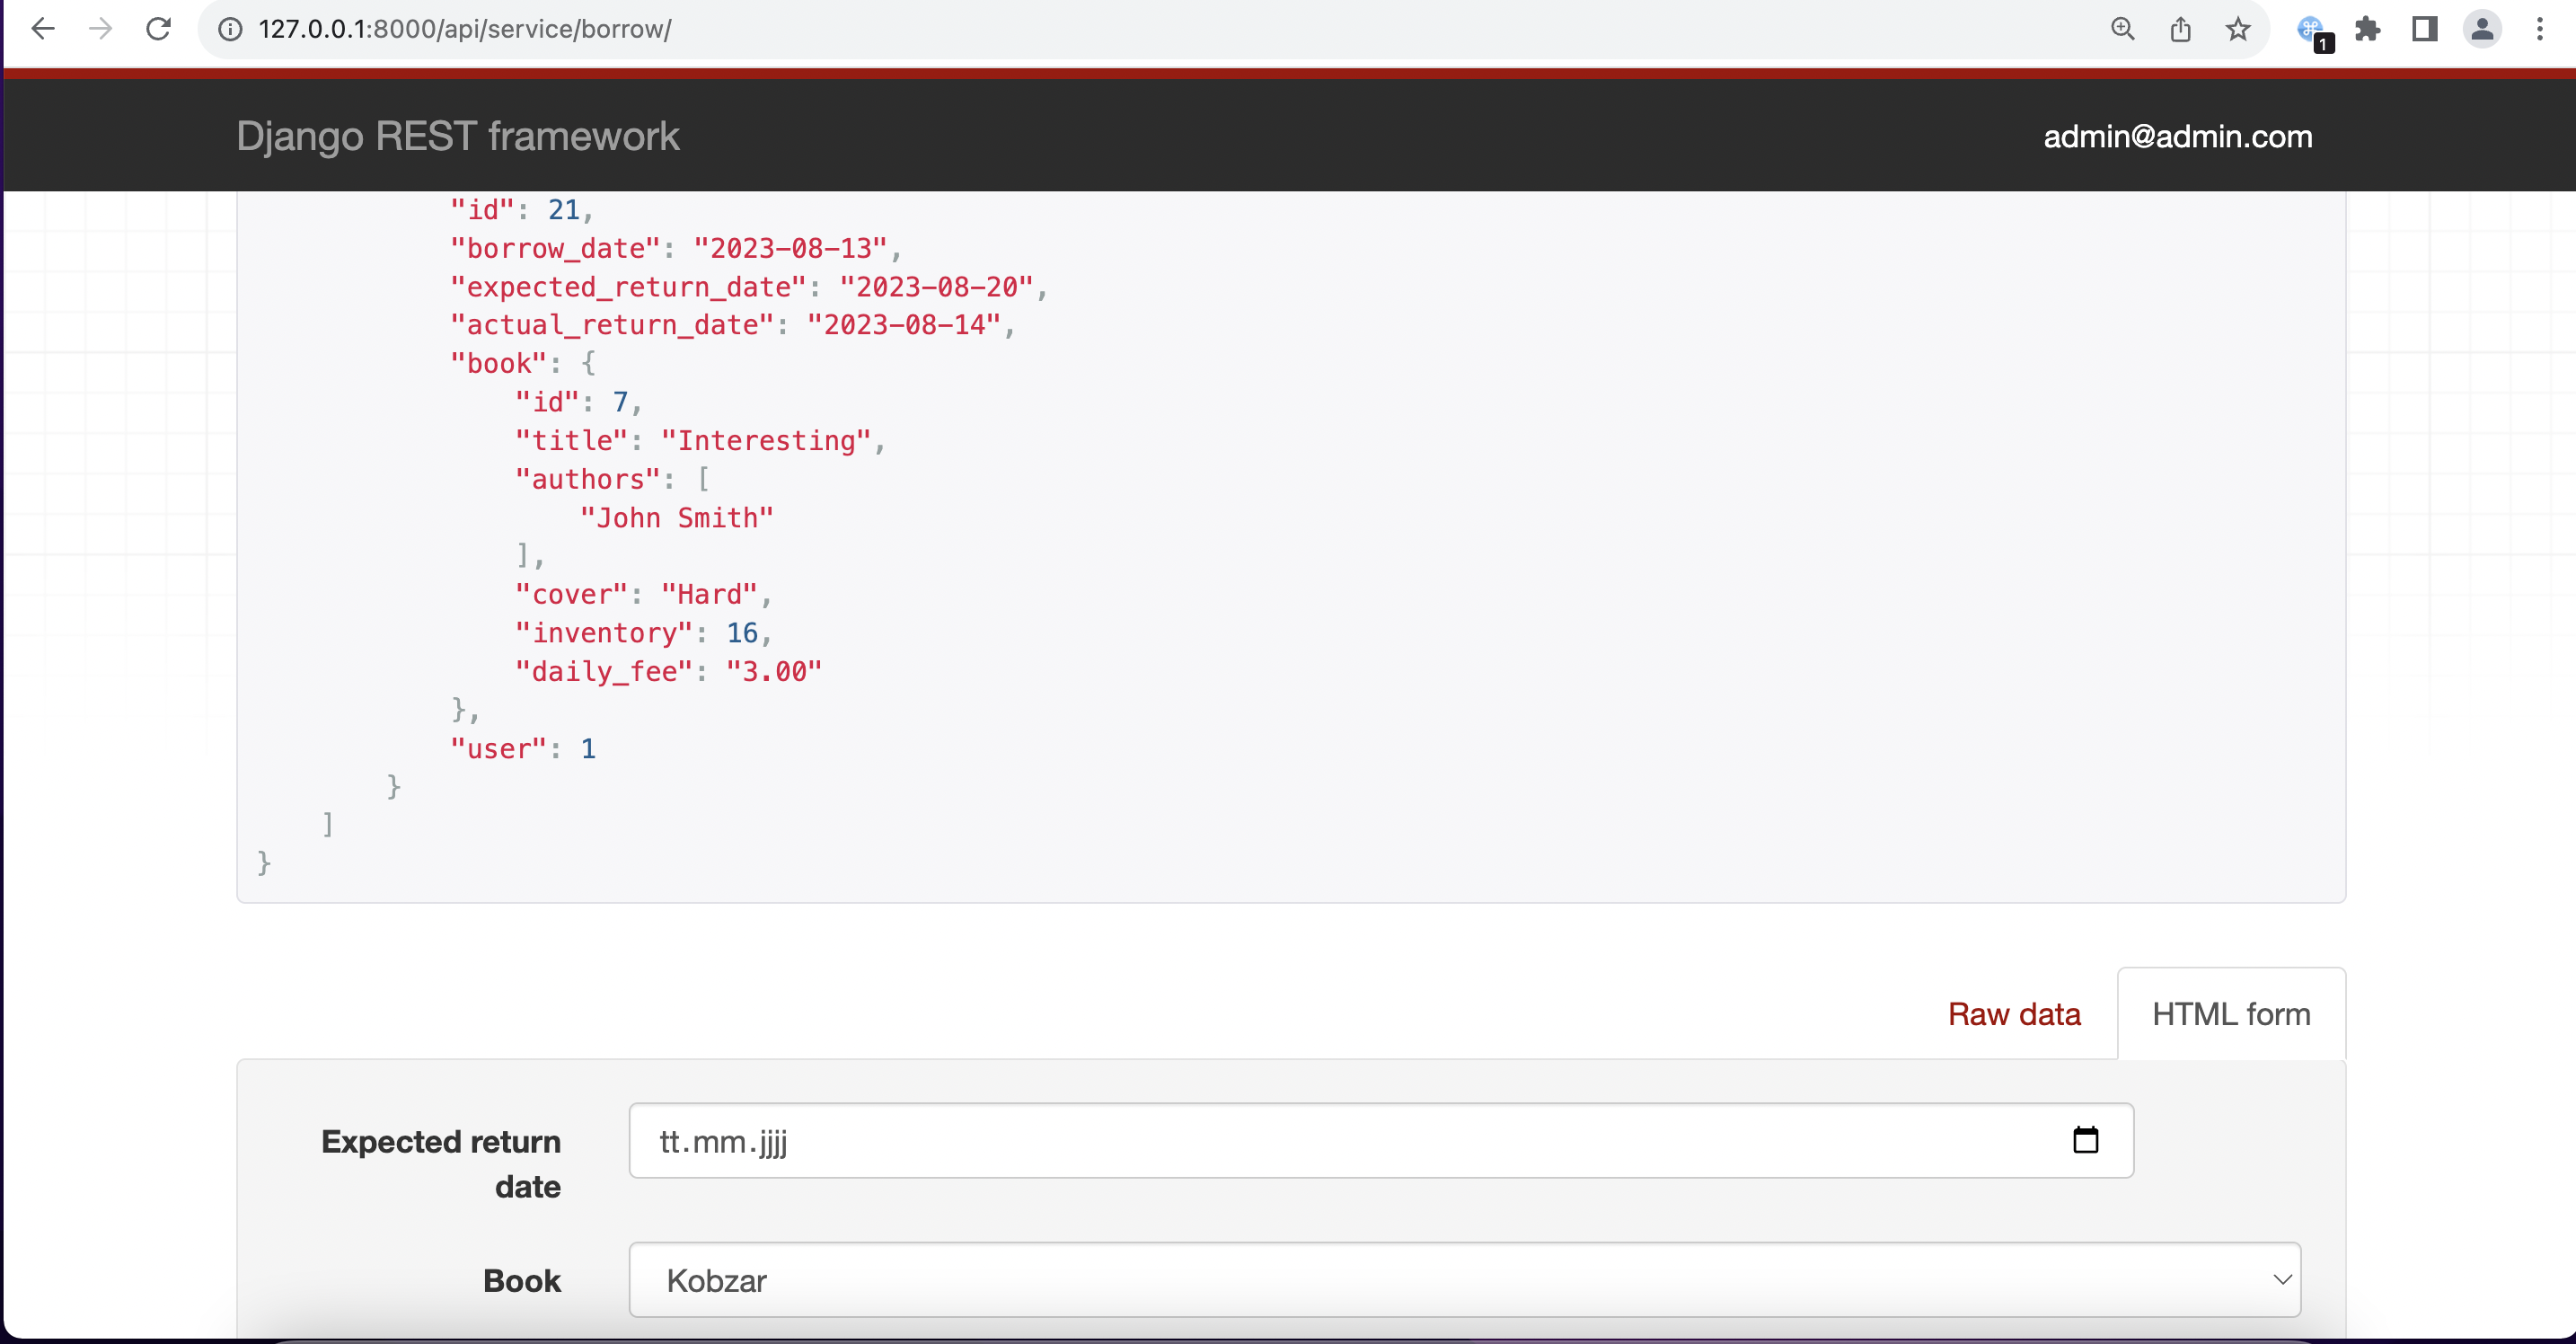 127.0.0.1:8000/api/service/borrow/
1
Django REST framework
admin@admin.com
"id": 21,
"borrow_date": "2023-08-13",
"expected_return_date": "2023-08-20",
"actual_return_date": "2023-08-14",
"book": {
"id": 7,
"title": "Interesting",
"authors": [
"John Smith"
],
"cover": "Hard",
"inventory": 16,
"daily_fee": "3.00"
},
"user": 1
}
]
}
Raw data
HTML form
Expected return
date
tt.mm.jjjj
Book
Kobzar